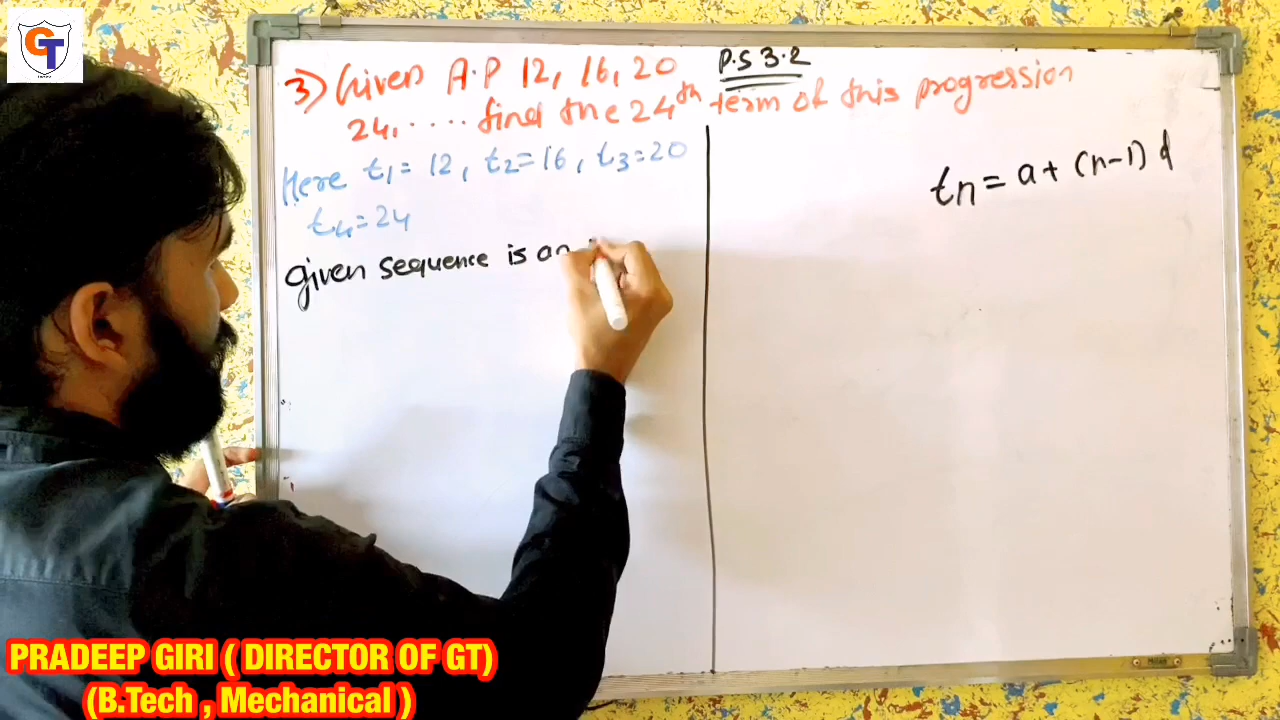 GT
P.S 3.2
3) Given A.P 12, 16, 20
24, ..... find the 24th term of this progression
Here t1 = 12, t2 = 16, t3 = 20
t4 = 24
given sequence is an
tn = a + (n-1) d
PRADEEP GIRI ( DIRECTOR OF GT)
(B.Tech , Mechanical )